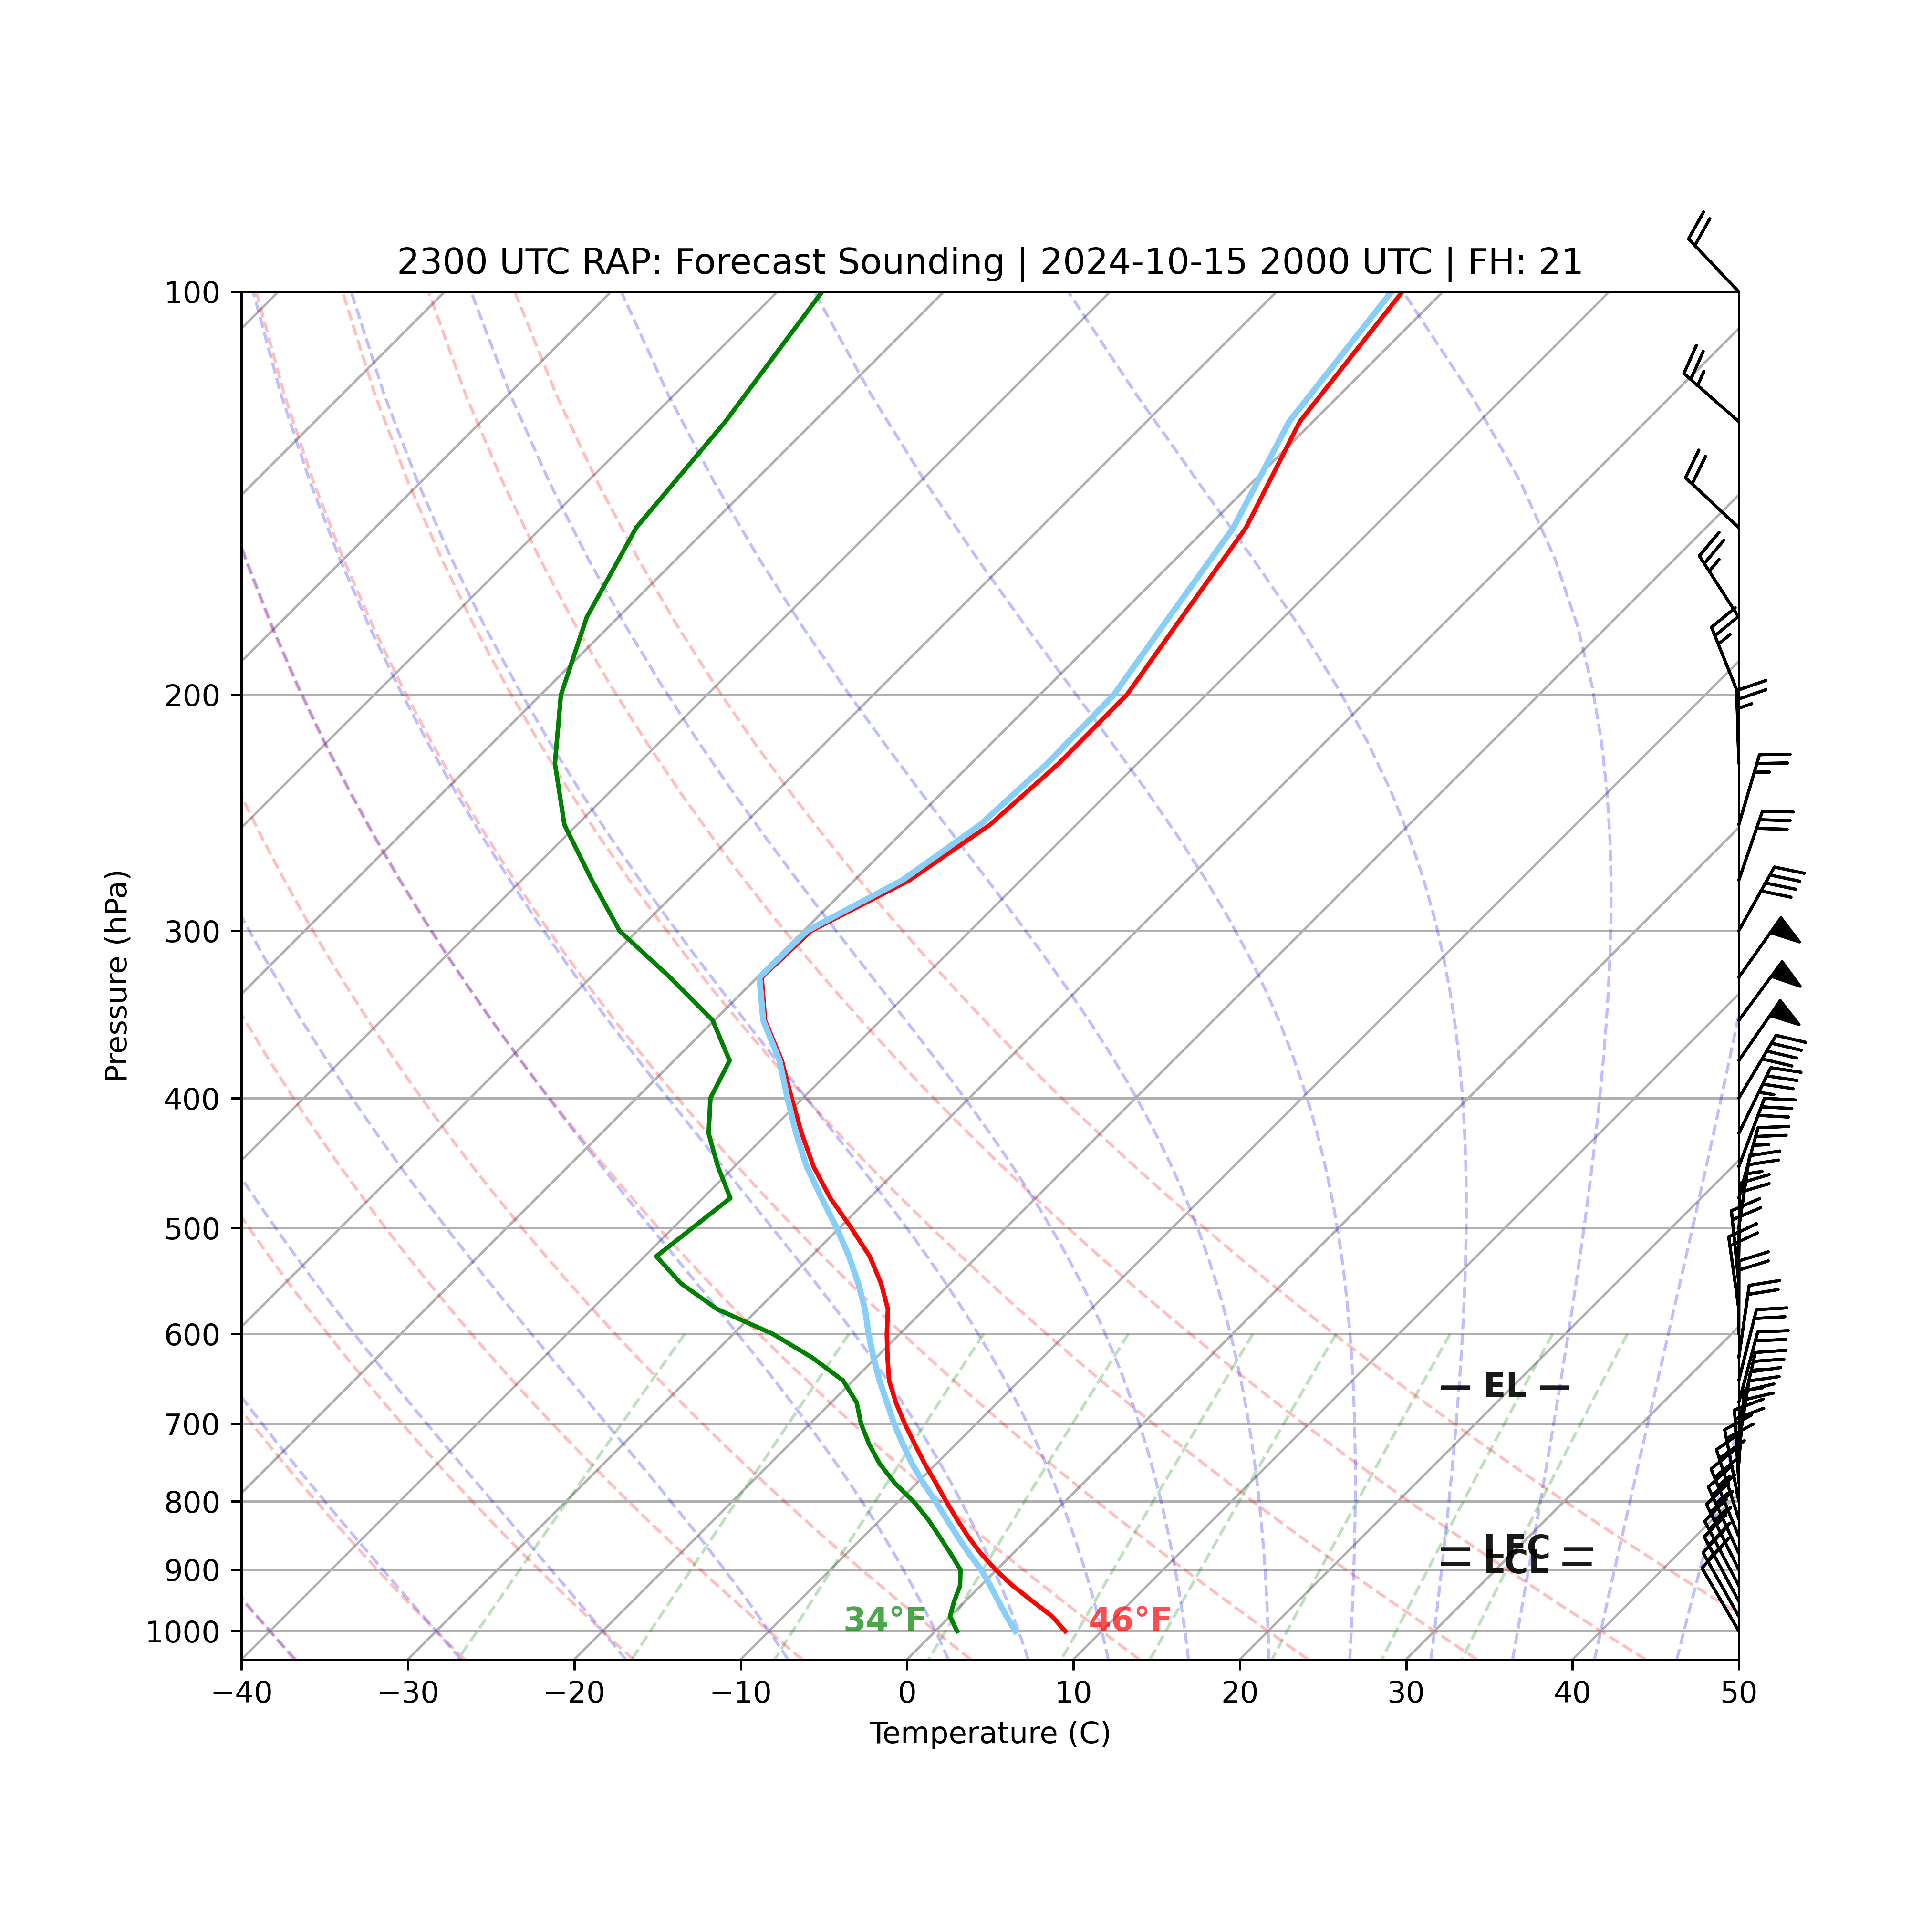 2300 UTC RAP: Forecast Sounding | 2024-10-15 2000 UTC | FH: 21
100
200
300
400
500
600
700
800
900
1000
Pressure (hPa)
— EL —
— LFC —
— LCL —
34°F
46°F
−40 −30 −20 −10 0 10 20 30 40 50
Temperature (C)